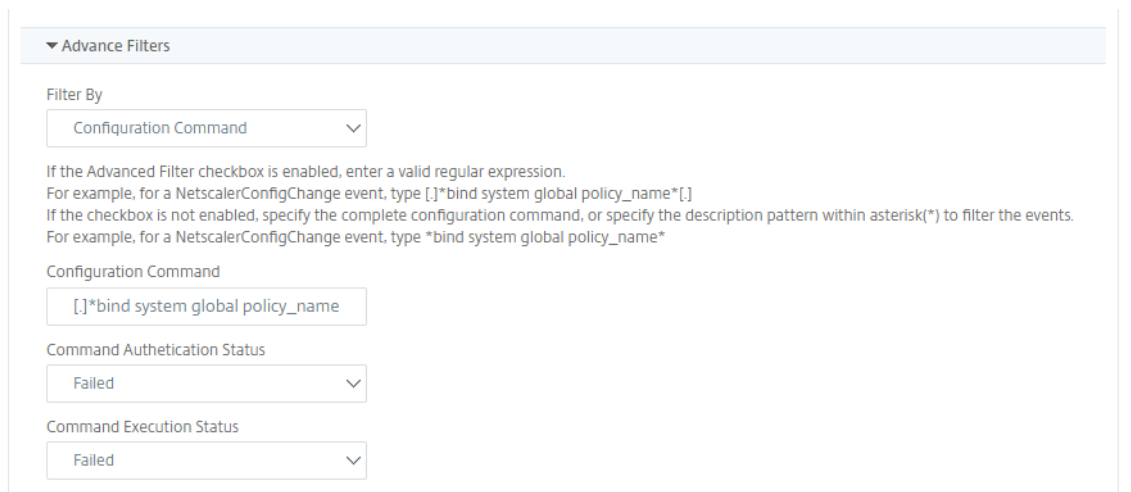 Advance Filters
Filter By
Configuration Command
If the Advanced Filter checkbox is enabled, enter a valid regular expression.
For example, for a NetscalerConfigChange event, type [.]*bind system global policy_name*[.]
If the checkbox is not enabled, specify the complete configuration command, or specify the description pattern within asterisk(*) to filter the events.
For example, for a NetscalerConfigChange event, type *bind system global policy_name*
Configuration Command
[.]*bind system global policy_name
Command Authetication Status
Failed
Command Execution Status
Failed